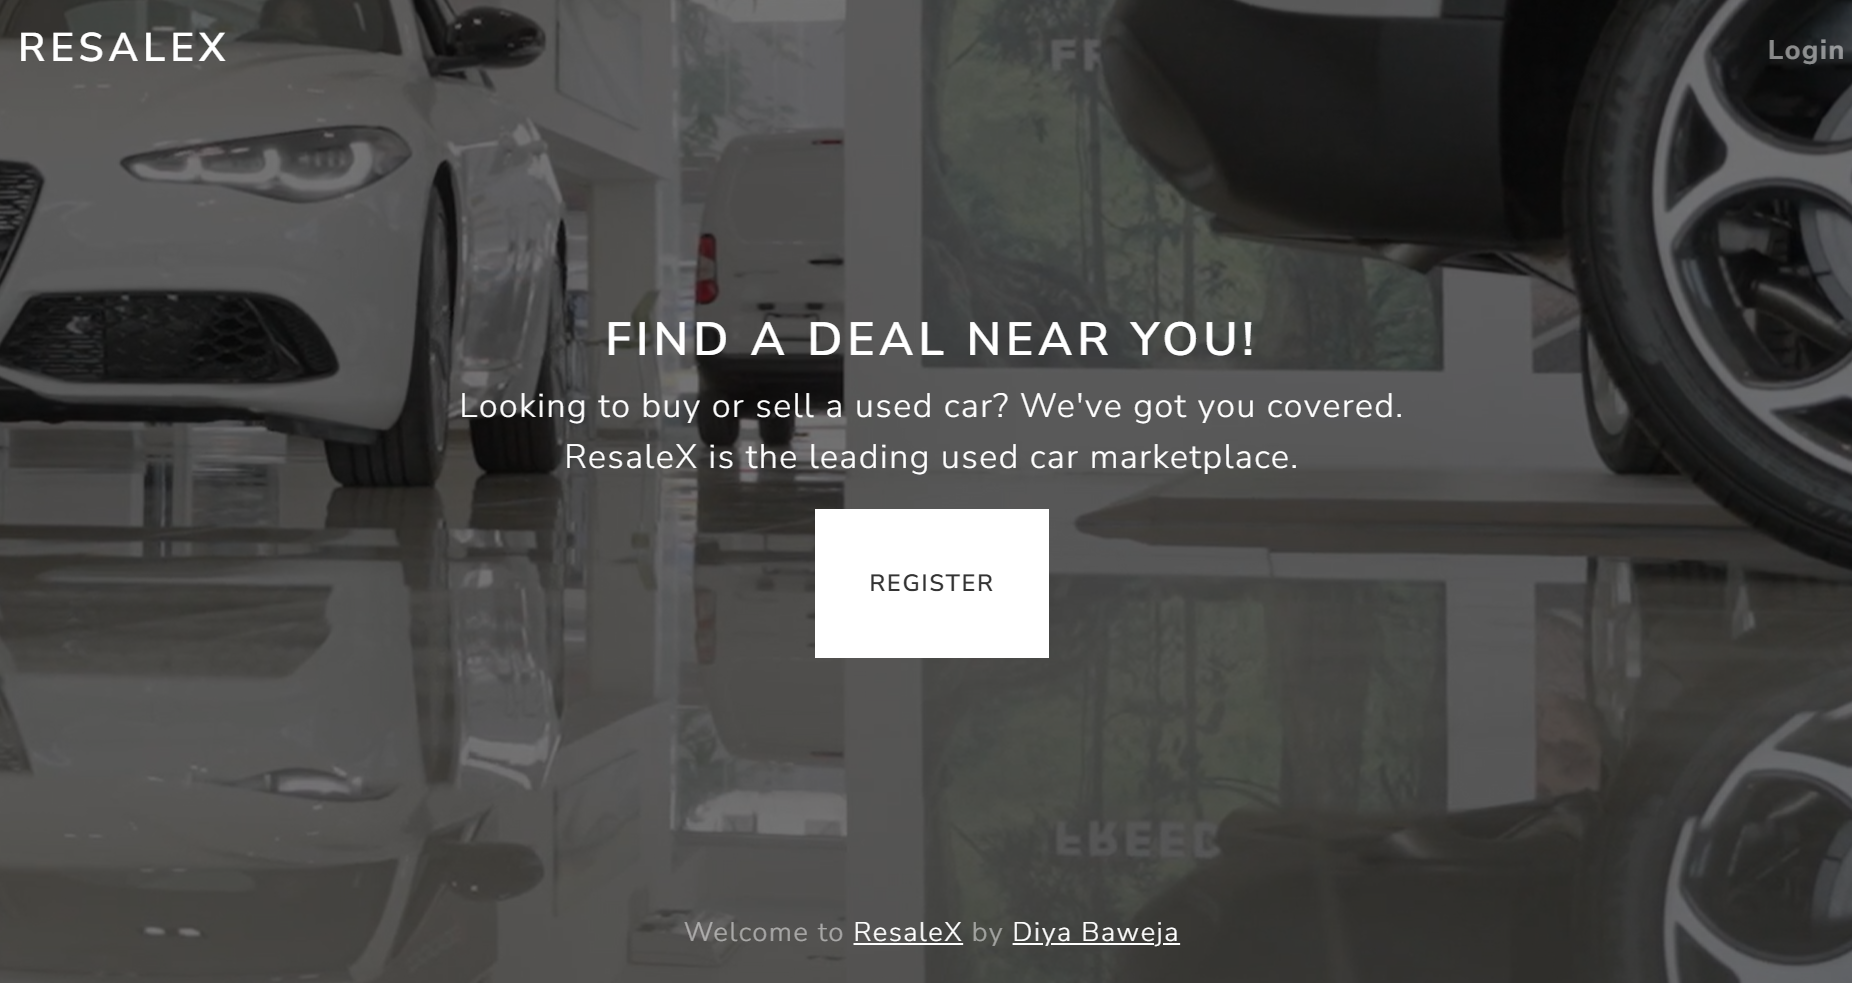 RESALEX
Login
FR
FIND A DEAL NEAR YOU!
Looking to buy or sell a used car? We've got you covered.
ResaleX is the leading used car marketplace.
REGISTER
Welcome to ResaleX by Diya Baweja